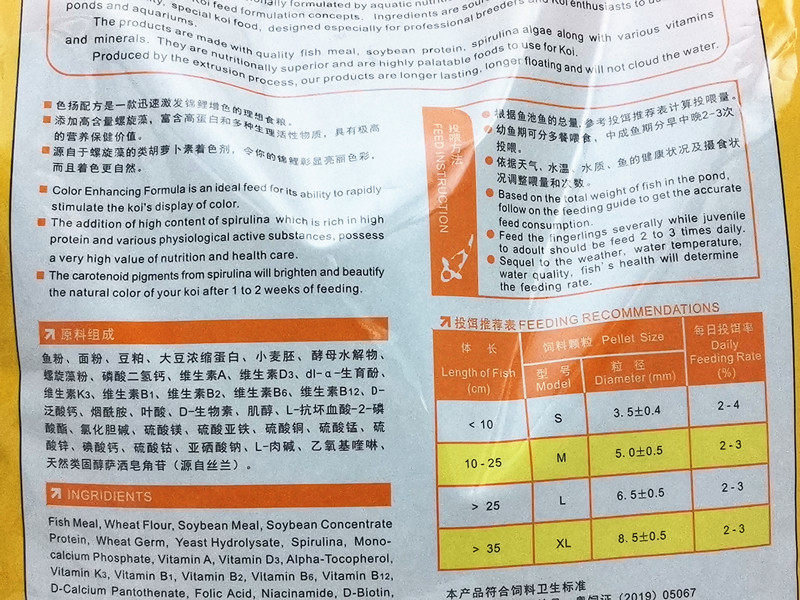 formulated by aquatic nutr
Koi feed formulation concepts. Ingredients are sour
quality, special koi food, designed especially for professional breeders and Koi enthusiasts to us
ponds and aquariums.
The products are made with quality fish meal, soybean protein, spirulina algae along with various vitamins
and minerals. They are nutritionally superior and are highly palatable foods to use for Koi.
Produced by the extrusion process, our products are longer lasting, longer floating and will not cloud the water.
色扬配方是一款迅速激发锦鲤增色的理想食粮。
添加高含量螺旋藻，富含高蛋白和多种生理活性物质，具有极高
的营养保健价值。
源自于螺旋藻的类胡萝卜素着色剂，令你的锦鲤彰显亮丽色彩，
而且着色更自然。
Color Enhancing Formula is an ideal feed for its ability to rapidly
stimulate the koi's display of color.
The addition of high content of spirulina which is rich in high
protein and various physiological active substances, possess
a very high value of nutrition and health care.
The carotenoid pigments from spirulina will brighten and beautify
the natural color of your koi after 1 to 2 weeks of feeding.
投喂方法
FEED INSTRUCTION
根据鱼池鱼的总量，参考投饵推荐表计算投喂量。
幼鱼期可分多餐喂食，中成鱼期分早中晚2-3次
投喂。
依据天气、水温、水质、鱼的健康状况及摄食状
况调整喂量和次数。
Based on the total weight of fish in the pond,
follow on the feeding guide to get the accurate
feed consumption.
Feed the fingerlings severally while juvenile
to adult should be feed 2 to 3 times daily.
Sequel to the weather, water temperature,
water quality, fish's health will determine
the feeding rate.
原料组成
鱼粉、面粉、豆粕、大豆浓缩蛋白、小麦胚、酵母水解物、
螺旋藻粉、磷酸二氢钙、维生素A、维生素D3、dl-α-生育酚、
维生素K3、维生素B1、维生素B2、维生素B6、维生素B12、D-
泛酸钙、烟酰胺、叶酸、D-生物素、肌醇、L-抗坏血酸-2-磷
酸酯、氯化胆碱、硫酸镁、硫酸亚铁、硫酸铜、硫酸锰、硫
酸锌、碘酸钙、硫酸钴、亚硒酸钠、L-肉碱、乙氧基喹啉、
天然类固醇萨洒皂角苷（源自丝兰）。
INGRIDIENTS
Fish Meal, Wheat Flour, Soybean Meal, Soybean Concentrate
Protein, Wheat Germ, Yeast Hydrolysate, Spirulina, Mono-
calcium Phosphate, Vitamin A, Vitamin D3, Alpha-Tocopherol,
Vitamin K3, Vitamin B1, Vitamin B2, Vitamin B6, Vitamin B12,
D-Calcium Pantothenate, Folic Acid, Niacinamide, D-Biotin,
投饵推荐表 FEEDING RECOMMENDATIONS
体 长
Length of Fish
(cm)
饲料颗粒 Pellet Size
型 号
Model
粒 径
Diameter (mm)
每日投饵率
Daily
Feeding Rate
(%)
< 10 S 3.5±0.4 2-4
10-25 M 5.0±0.5 2-3
> 25 L 6.5±0.5 2-3
> 35 XL 8.5±0.5 2-3
本产品符合饲料卫生标准
(2019) 05067